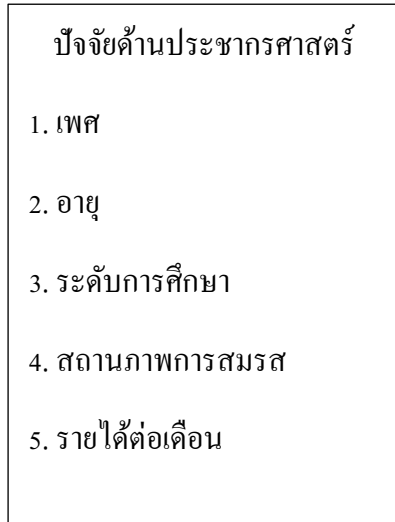 ปัจจัยด้านประชากรศาสตร์
1. เพศ
2. อายุ
3. ระดับการศึกษา
4. สถานภาพการสมรส
5. รายได้ต่อเดือน